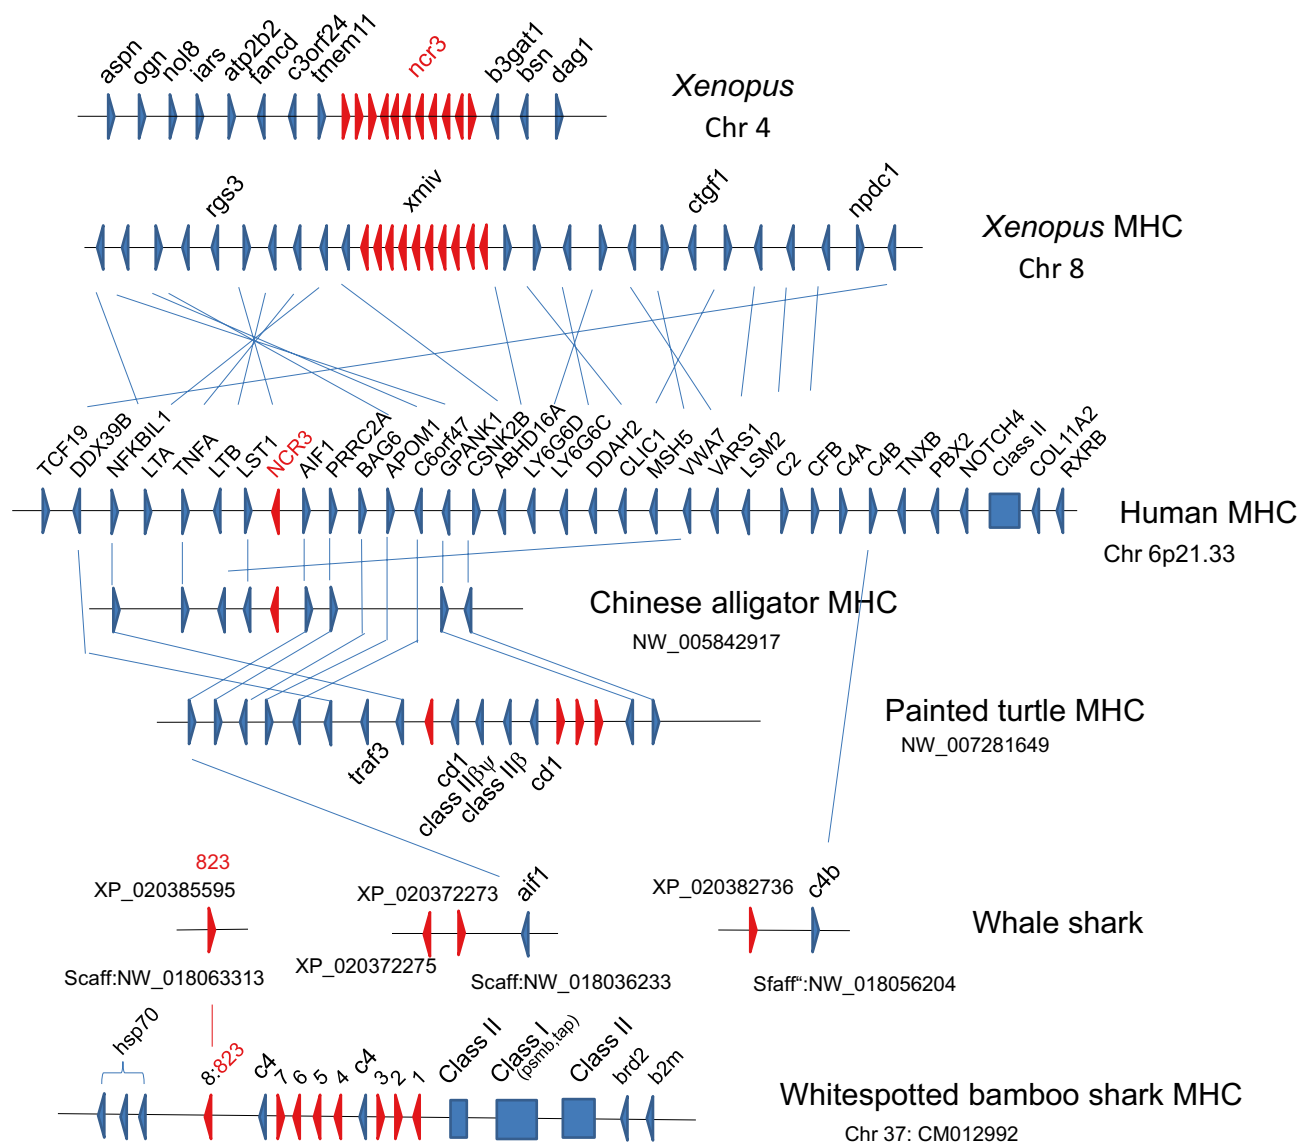 aspn ogn nol8 iars atp2b2 fancd c3orf24 tmem11 ncr3 b3gat1 bsn dag1
Xenopus
Chr 4
rgs3 xmiv ctgf1 npdc1
Xenopus MHC
Chr 8
TCF19 DDX39B NFKBIL1 LTA TNFA LTB LST1 NCR3 AIF1 PRRC2A BAG6 APOM1 C6orf47 GPANK1 CSNK2B ABHD16A LY6G6D LY6G6C DDAH2 CLIC1 MSH5 VWA7 VARS1 LSM2 C2 CFB C4A C4B TNXB PBX2 NOTCH4 Class II COL11A2 RXRB
Human MHC
Chr 6p21.33
Chinese alligator MHC
NW_005842917
Painted turtle MHC
NW_007281649
traf3 cd1 class IIβψ class IIβ cd1
823
XP_020385595
Scaff:NW_018063313
XP_020372273
aif1
XP_020372275
Scaff:NW_018036233
XP_020382736
c4b
Sfaff“:NW_018056204
Whale shark
hsp70 8:823 c4 7 6 5 4 c4 3 2 1 Class II Class I (psmb,tap) Class II brd2 b2m
Whitespotted bamboo shark MHC
Chr 37: CM012992